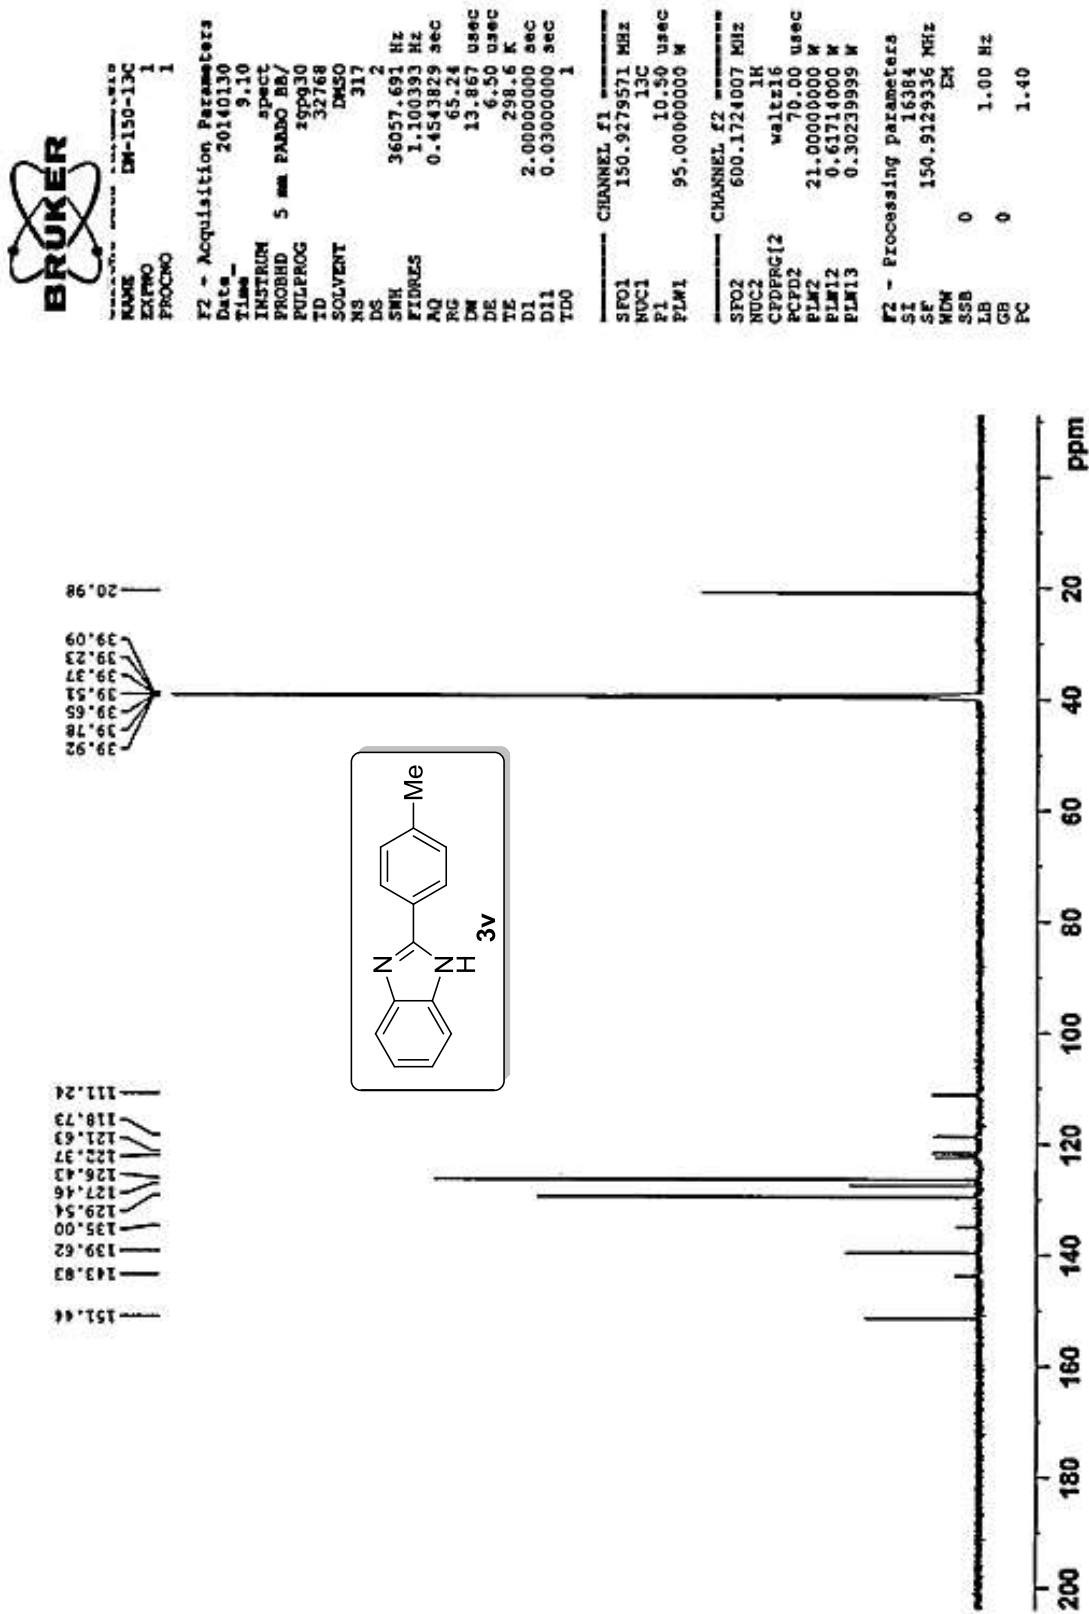 BRUKER
NAME DM-150-13C
EXPNO 1
PROCNO 1
F2 - Acquisition Parameters
Date_ 20140130
Time 9.10
INSTRUM spect
PROBHD 5 mm PABBO BB/
PULPROG zgpg30
TD 32768
SOLVENT DMSO
NS 317
DS 2
SWH 36057.691 Hz
FIDRES 1.100393 Hz
AQ 0.4543829 sec
RG 65.24
DW 13.867 usec
DE 6.50 usec
TE 298.6 K
D1 2.00000000 sec
D11 0.03000000 sec
TD0 1
======== CHANNEL f1 ========
SFO1 150.9279571 MHz
NUC1 13C
P1 10.50 usec
PLW1 95.00000000 W
======== CHANNEL f2 ========
SFO2 600.1724007 MHz
NUC2 1H
CPDPRG[2 waltz16
PCPD2 70.00 usec
PLW2 21.00000000 W
PLW12 0.61714000 W
PLW13 0.30239999 W
F2 - Processing parameters
SI 16384
SF 150.9129336 MHz
WDW EM
SSB 0
LB 1.00 Hz
GB 0
PC 1.40
151.44
143.83
139.62
135.00
129.54
127.46
126.43
122.37
121.63
118.73
111.24
39.92
39.78
39.65
39.51
39.37
39.23
39.09
20.98
N
N
H
Me
3v
200 180 160 140 120 100 80 60 40 20 ppm